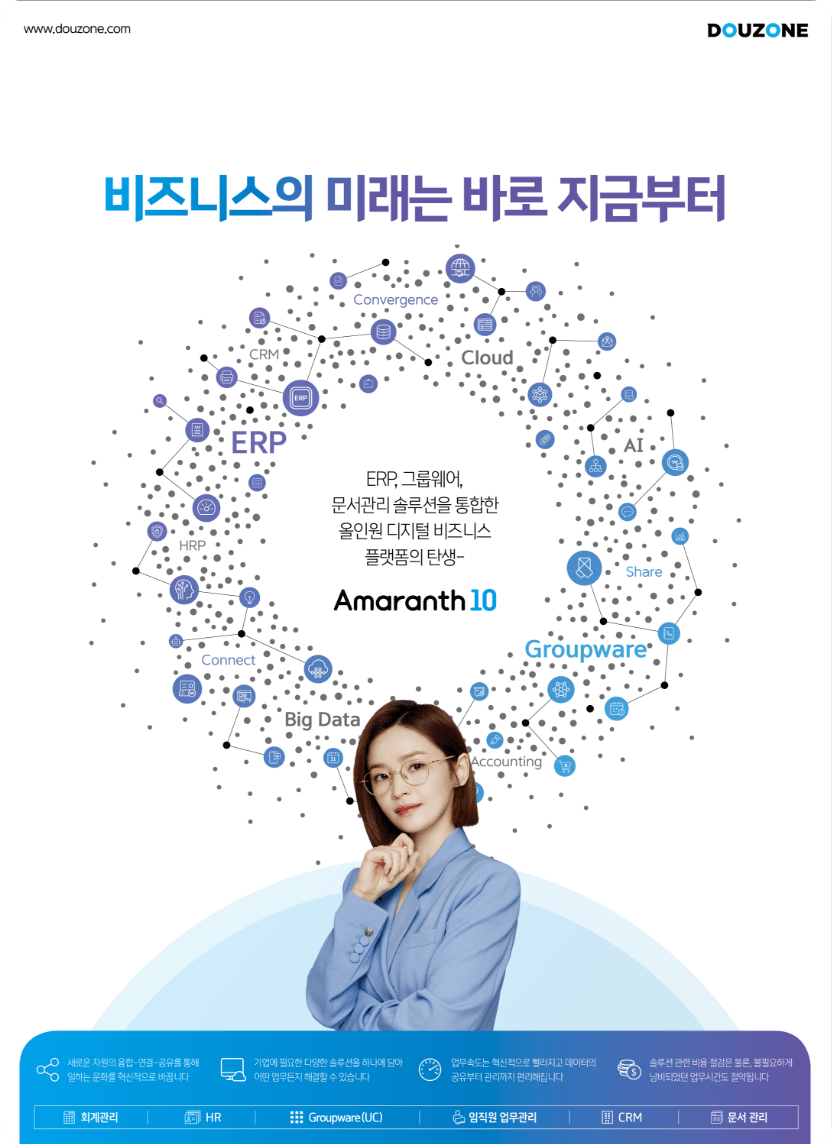 www.douzone.com
DOUZONE
비즈니스의 미래는 바로 지금부터
Convergence
CRM
Cloud
ERP
ERP
AI
ERP, 그룹웨어,
문서관리 솔루션을 통합한
올인원 디지털 비즈니스
플랫폼의 탄생-
Amaranth 10
HRP
Share
Connect
Groupware
Big Data
31
Accounting
새로운 차원의 융합-연결-공유를 통해
일하는 문화를 혁신적으로 바꿉니다
기업에 필요한 다양한 솔루션을 하나에 담아
어떤 업무든지 해결할 수 있습니다
업무속도는 혁신적으로 빨라지고 데이터의
공유부터 관리까지 편리해집니다
솔루션 관련 비용 절감은 물론, 불필요하게
낭비되었던 업무시간도 절약됩니다
회계관리
HR
Groupware(UC)
임직원 업무관리
CRM
문서 관리